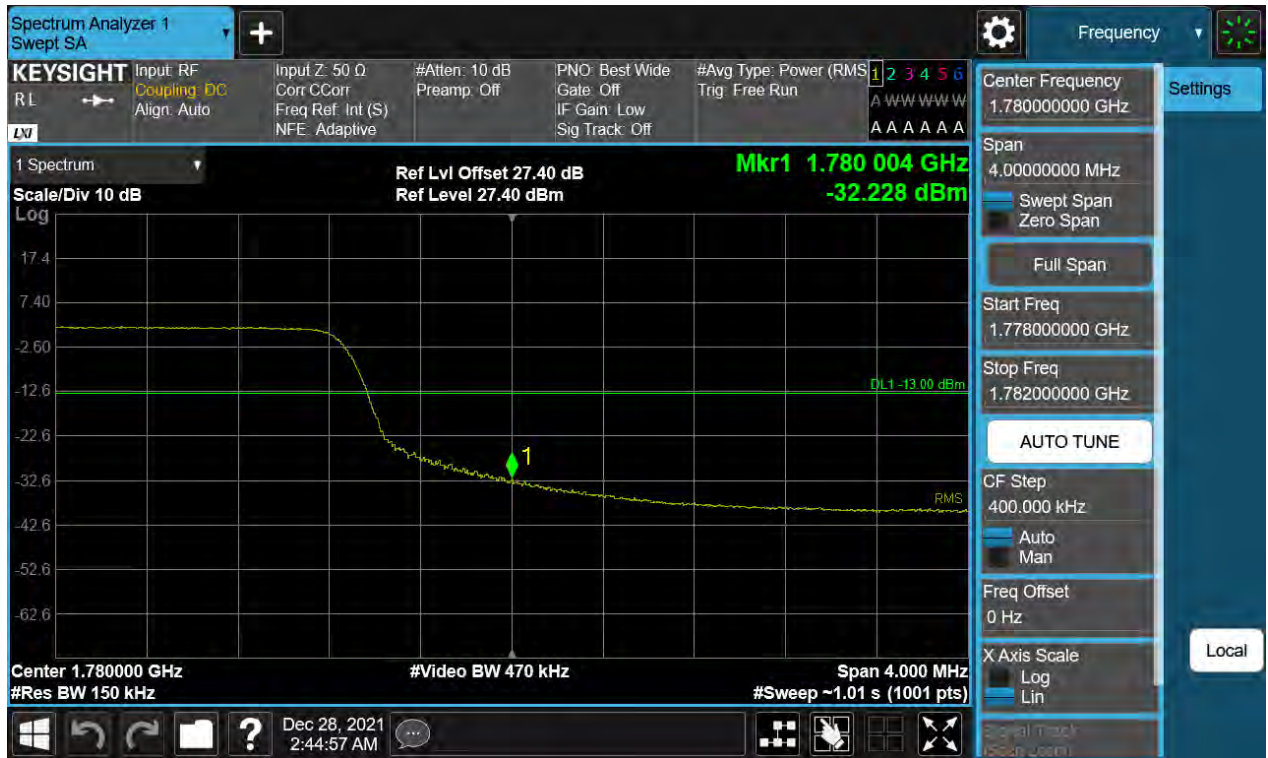 Spectrum Analyzer 1
Swept SA
Frequency
KEYSIGHT
RL
LXI
Input: RF
Coupling: DC
Align: Auto
Input Z: 50 Ω
Corr CCorr
Freq Ref: Int (S)
NFE: Adaptive
#Atten: 10 dB
Preamp: Off
PNO: Best Wide
Gate: Off
IF Gain: Low
Sig Track: Off
#Avg Type: Power (RMS
Trig: Free Run
1 2 3 4 5 6
A W W W W W
A A A A A A
1 Spectrum
Scale/Div 10 dB
Log
Ref Lvl Offset 27.40 dB
Ref Level 27.40 dBm
Mkr1 1.780 004 GHz
-32.228 dBm
17.4
7.40
-2.60
-12.6
-22.6
-32.6
-42.6
-52.6
-62.6
DL1 -13.00 dBm
1
RMS
Center 1.780000 GHz
#Res BW 150 kHz
#Video BW 470 kHz
Span 4.000 MHz
#Sweep ~1.01 s (1001 pts)
Center Frequency
1.780000000 GHz
Span
4.00000000 MHz
Swept Span
Zero Span
Full Span
Start Freq
1.778000000 GHz
Stop Freq
1.782000000 GHz
AUTO TUNE
CF Step
400.000 kHz
Auto
Man
Freq Offset
0 Hz
X Axis Scale
Log
Lin
Signal Track
(Span Zoom)
Settings
Local
?
Dec 28, 2021
2:44:57 AM